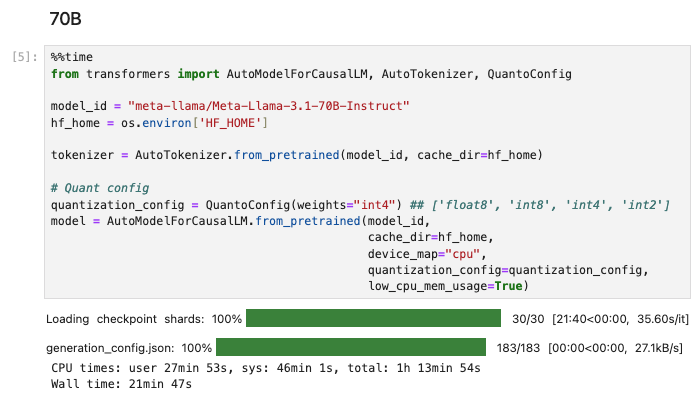 70B
[5]:
%%time
from transformers import AutoModelForCausalLM, AutoTokenizer, QuantoConfig
model_id = "meta-llama/Meta-Llama-3.1-70B-Instruct"
hf_home = os.environ['HF_HOME']
tokenizer = AutoTokenizer.from_pretrained(model_id, cache_dir=hf_home)
# Quant config
quantization_config = QuantoConfig(weights="int4") ## ['float8', 'int8', 'int4', 'int2']
model = AutoModelForCausalLM.from_pretrained(model_id,
cache_dir=hf_home,
device_map="cpu",
quantization_config=quantization_config,
low_cpu_mem_usage=True)
Loading checkpoint shards: 100% 30/30 [21:40<00:00, 35.60s/it]
generation_config.json: 100% 183/183 [00:00<00:00, 27.1kB/s]
CPU times: user 27min 53s, sys: 46min 1s, total: 1h 13min 54s
Wall time: 21min 47s